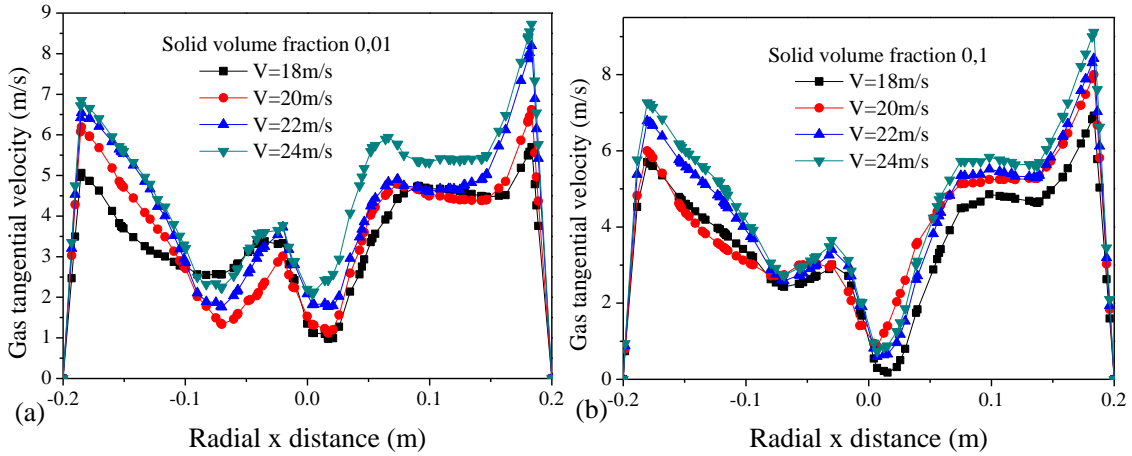 Gas tangential velocity (m/s)
9
8
7
6
5
4
3
2
1
0
Solid volume fraction 0,01
V=18m/s
V=20m/s
V=22m/s
V=24m/s
-0.2
-0.1
0.0
0.1
0.2
(a)
Radial x distance (m)
Gas tangential velocity (m/s)
8
6
4
2
0
Solid volume fraction 0,1
V=18m/s
V=20m/s
V=22m/s
V=24m/s
-0.2
-0.1
0.0
0.1
0.2
(b)
Radial x distance (m)